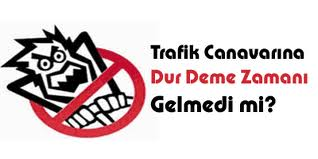 Trafik Canavarına
Dur Deme Zamanı
Gelmedi mi?